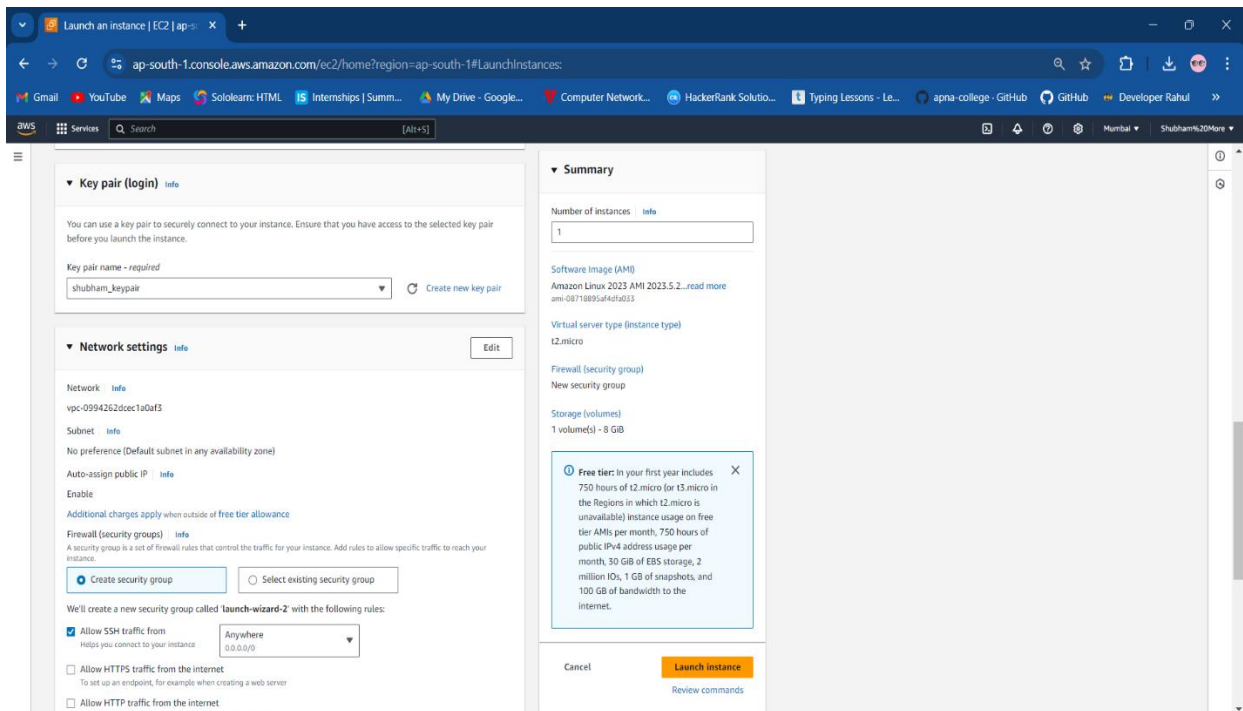 Launch an instance | EC2 | ap-s
ap-south-1.console.aws.amazon.com/ec2/home?region=ap-south-1#LaunchInstances:
Gmail YouTube Maps Sololearn: HTML Internships | Summ... My Drive - Google... Computer Network... HackerRank Solutio... Typing Lessons - Le... apna-college · GitHub GitHub Developer Rahul »
aws Services Search [Alt+S] Mumbai Shubham%20More
Key pair (login) Info
You can use a key pair to securely connect to your instance. Ensure that you have access to the selected key pair
before you launch the instance.
Key pair name - required
shubham_keypair Create new key pair
Network settings Info Edit
Network Info
vpc-0994262dcec1a0af3
Subnet Info
No preference (Default subnet in any availability zone)
Auto-assign public IP Info
Enable
Additional charges apply when outside of free tier allowance
Firewall (security groups) Info
A security group is a set of firewall rules that control the traffic for your instance. Add rules to allow specific traffic to reach your
instance.
Create security group Select existing security group
We'll create a new security group called 'launch-wizard-2' with the following rules:
Allow SSH traffic from
Helps you connect to your instance
Anywhere
0.0.0.0/0
Allow HTTPS traffic from the internet
To set up an endpoint, for example when creating a web server
Allow HTTP traffic from the internet
Summary
Number of instances Info
1
Software Image (AMI)
Amazon Linux 2023 AMI 2023.5.2...read more
ami-08718895af4dfa033
Virtual server type (instance type)
t2.micro
Firewall (security group)
New security group
Storage (volumes)
1 volume(s) - 8 GiB
Free tier: In your first year includes
750 hours of t2.micro (or t3.micro in
the Regions in which t2.micro is
unavailable) instance usage on free
tier AMIs per month, 750 hours of
public IPv4 address usage per
month, 30 GiB of EBS storage, 2
million IOs, 1 GB of snapshots, and
100 GB of bandwidth to the
internet.
Cancel Launch instance
Review commands